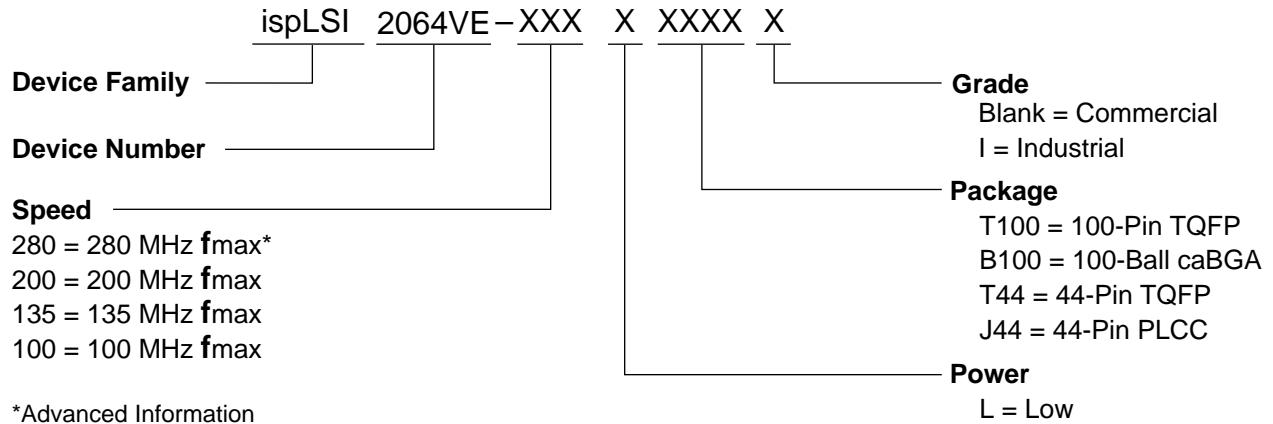 ispLSI 2064VE – XXX X XXXX X
Device Family
Device Number
Speed
280 = 280 MHz fmax*
200 = 200 MHz fmax
135 = 135 MHz fmax
100 = 100 MHz fmax
*Advanced Information
Grade
Blank = Commercial
I = Industrial
Package
T100 = 100-Pin TQFP
B100 = 100-Ball caBGA
T44 = 44-Pin TQFP
J44 = 44-Pin PLCC
Power
L = Low